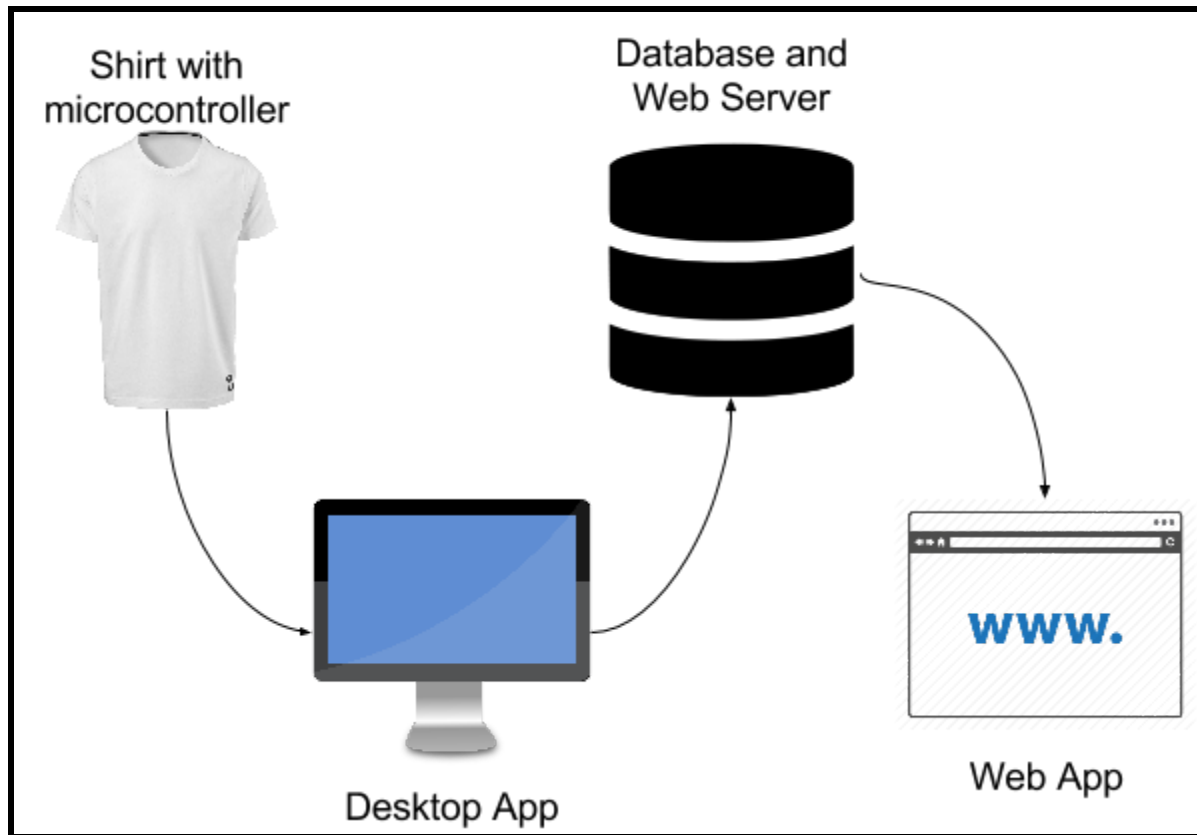 Shirt with
microcontroller
Database and
Web Server
Desktop App
www.
Web App